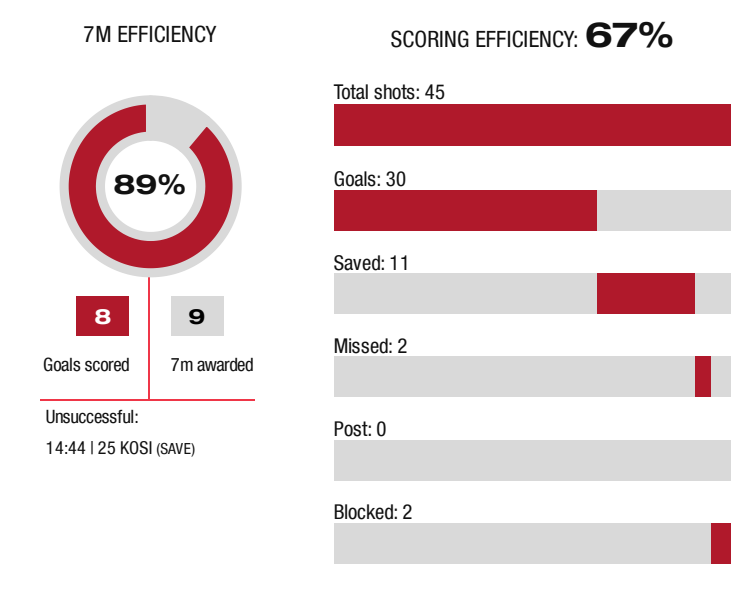 7M EFFICIENCY
89%
8
9
Goals scored
7m awarded
Unsuccessful:
14:44 | 25 KOSI (SAVE)
SCORING EFFICIENCY: 67%
Total shots: 45
Goals: 30
Saved: 11
Missed: 2
Post: 0
Blocked: 2